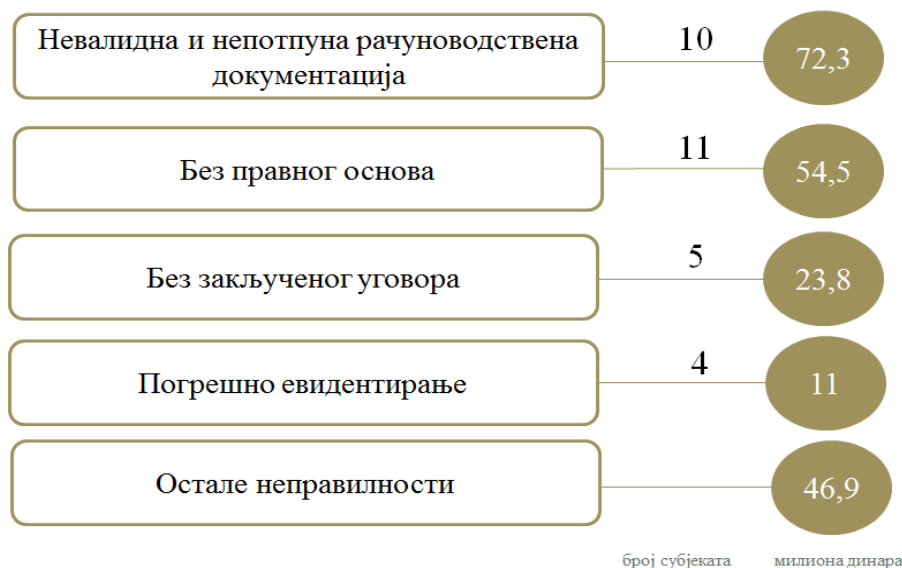 Невалидна и непотпуна рачуноводствена
документација
10
72,3
Без правног основа
11
54,5
Без закљученог уговора
5
23,8
Погрешно евидентирање
4
11
Остале неправилности
46,9
број субјеката
милиона динара